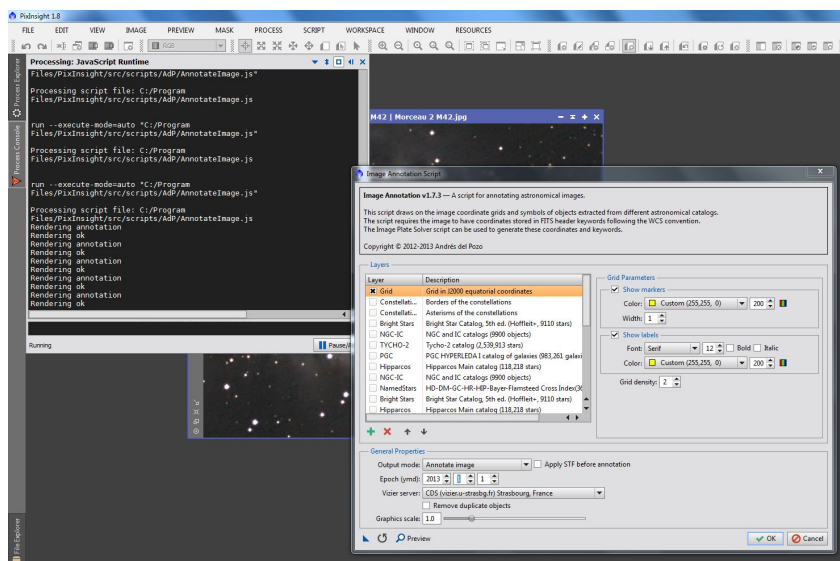 PixInsight 1.8
FILE EDIT VIEW IMAGE PREVIEW MASK PROCESS SCRIPT WORKSPACE WINDOW RESOURCES
RGB
Process Explorer
Process Console
File Explorer
Processing: JavaScript Runtime
Files/PixInsight/src/scripts/AdP/AnnotateImage.js"
Processing script file: C:/Program
Files/PixInsight/src/scripts/AdP/AnnotateImage.js
run --execute-mode=auto "C:/Program
Files/PixInsight/src/scripts/AdP/AnnotateImage.js"
Processing script file: C:/Program
Files/PixInsight/src/scripts/AdP/AnnotateImage.js
run --execute-mode=auto "C:/Program
Files/PixInsight/src/scripts/AdP/AnnotateImage.js"
Processing script file: C:/Program
Files/PixInsight/src/scripts/AdP/AnnotateImage.js
Rendering annotation
Rendering ok
Rendering annotation
Rendering ok
Rendering annotation
Rendering ok
Rendering annotation
Rendering ok
Rendering annotation
Rendering ok
Running
M42 | Morceau 2 M42.jpg
Image Annotation Script
Image Annotation v1.7.3 — A script for annotating astronomical images.
This script draws on the image coordinate grids and symbols of objects extracted from different astronomical catalogs.
The script requires the image to have coordinates stored in FITS header keywords following the WCS convention.
The Image Plate Solver script can be used to generate these coordinates and keywords.
Copyright © 2012-2013 Andrés del Pozo
Layers
Layer Description
Grid Grid in J2000 equatorial coordinates
Constellati... Borders of the constellations
Constellati... Asterisms of the constellations
Bright Stars Bright Star Catalog, 5th ed. (Hoffleit+, 9110 stars)
NGC-IC NGC and IC catalogs (9900 objects)
TYCHO-2 Tycho-2 catalog (2,539,913 stars)
PGC PGC HYPERLEDA I catalog of galaxies (983,261 galaxi
Hipparcos Hipparcos Main catalog (118,218 stars)
NGC-IC NGC and IC catalogs (9900 objects)
NamedStars HD-DM-GC-HR-HIP-Bayer-Flamsteed Cross Index(36
Bright Stars Bright Star Catalog, 5th ed. (Hoffleit+, 9110 stars)
Hipparcos Hipparcos Main catalog (118,218 stars)
Grid Parameters
Show markers
Color: Custom (255,255, 0) 200
Width: 1
Show labels
Font: Serif 12 Bold Italic
Color: Custom (255,255, 0) 200
Grid density: 2
General Properties
Output mode: Annotate image Apply STF before annotation
Epoch (ymd): 2013 1 1
Vizier server: CDS (vizier.u-strasbg.fr) Strasbourg, France
Remove duplicate objects
Graphics scale: 1.0
Preview OK Cancel